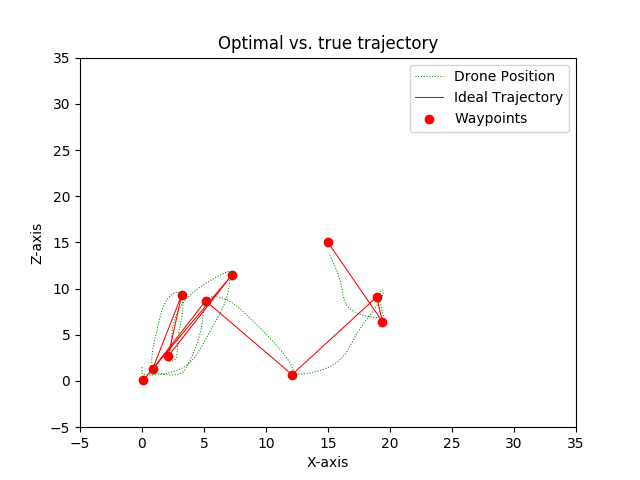 Optimal vs. true trajectory
Drone Position
Ideal Trajectory
Waypoints
Z-axis
35
30
25
20
15
10
5
0
−5
−5 0 5 10 15 20 25 30 35
X-axis